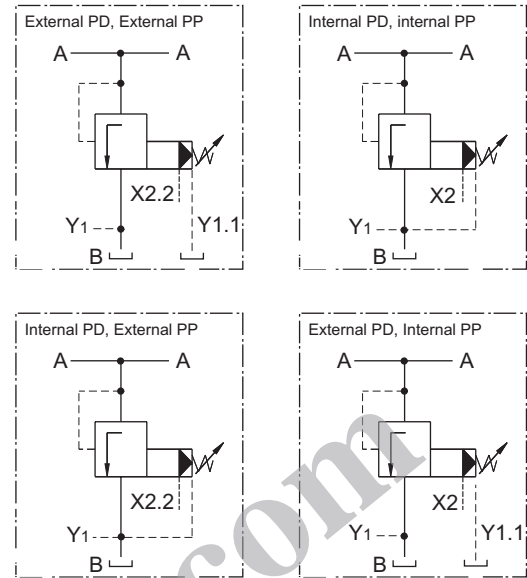 External PD, External PP
A A
X2.2
Y1 Y1.1
B
Internal PD, internal PP
A A
X2
Y1
B
Internal PD, External PP
A A
X2.2
Y1
B
External PD, Internal PP
A A
X2
Y1 Y1.1
B
com